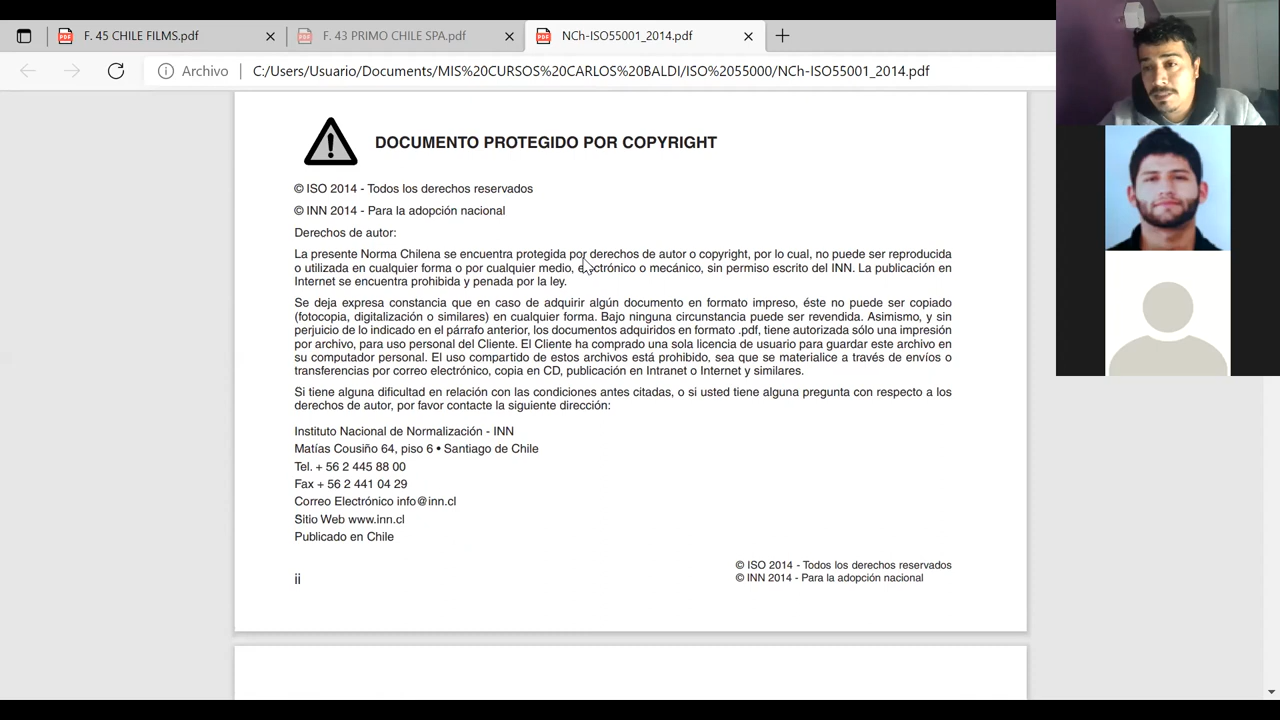 F. 45 CHILE FILMS.pdf
F. 43 PRIMO CHILE SPA.pdf
NCh-ISO55001_2014.pdf
Archivo
C:/Users/Usuario/Documents/MIS%20CURSOS%20CARLOS%20BALDI/ISO%2055000/NCh-ISO55001_2014.pdf
DOCUMENTO PROTEGIDO POR COPYRIGHT
© ISO 2014 - Todos los derechos reservados
© INN 2014 - Para la adopción nacional
Derechos de autor:
La presente Norma Chilena se encuentra protegida por derechos de autor o copyright, por lo cual, no puede ser reproducida
o utilizada en cualquier forma o por cualquier medio, electrónico o mecánico, sin permiso escrito del INN. La publicación en
Internet se encuentra prohibida y penada por la ley.
Se deja expresa constancia que en caso de adquirir algún documento en formato impreso, éste no puede ser copiado
(fotocopia, digitalización o similares) en cualquier forma. Bajo ninguna circunstancia puede ser revendida. Asimismo, y sin
perjuicio de lo indicado en el párrafo anterior, los documentos adquiridos en formato .pdf, tiene autorizada sólo una impresión
por archivo, para uso personal del Cliente. El Cliente ha comprado una sola licencia de usuario para guardar este archivo en
su computador personal. El uso compartido de estos archivos está prohibido, sea que se materialice a través de envíos o
transferencias por correo electrónico, copia en CD, publicación en Intranet o Internet y similares.
Si tiene alguna dificultad en relación con las condiciones antes citadas, o si usted tiene alguna pregunta con respecto a los
derechos de autor, por favor contacte la siguiente dirección:
Instituto Nacional de Normalización - INN
Matías Cousiño 64, piso 6 • Santiago de Chile
Tel. + 56 2 445 88 00
Fax + 56 2 441 04 29
Correo Electrónico info@inn.cl
Sitio Web www.inn.cl
Publicado en Chile
© ISO 2014 - Todos los derechos reservados
ii
© INN 2014 - Para la adopción nacional